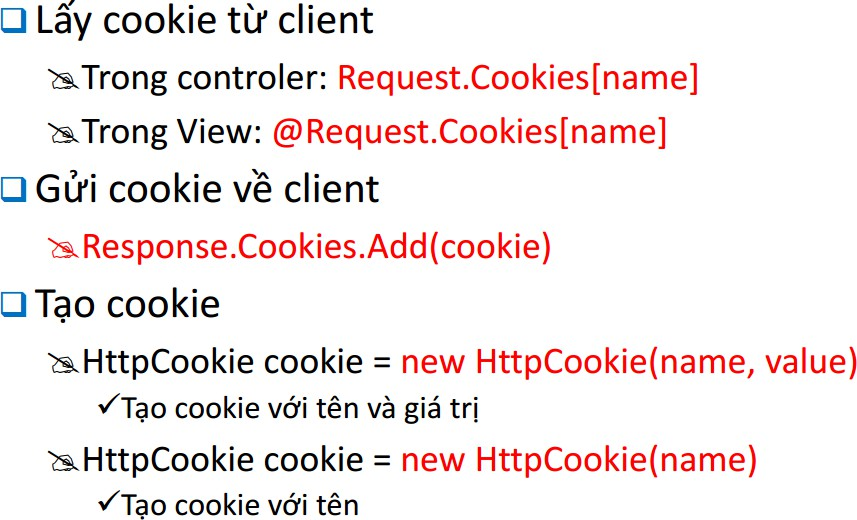 Lấy cookie từ client
Trong controler: Request.Cookies[name]
Trong View: @Request.Cookies[name]
Gửi cookie về client
Response.Cookies.Add(cookie)
Tạo cookie
HttpCookie cookie = new HttpCookie(name, value)
Tạo cookie với tên và giá trị
HttpCookie cookie = new HttpCookie(name)
Tạo cookie với tên